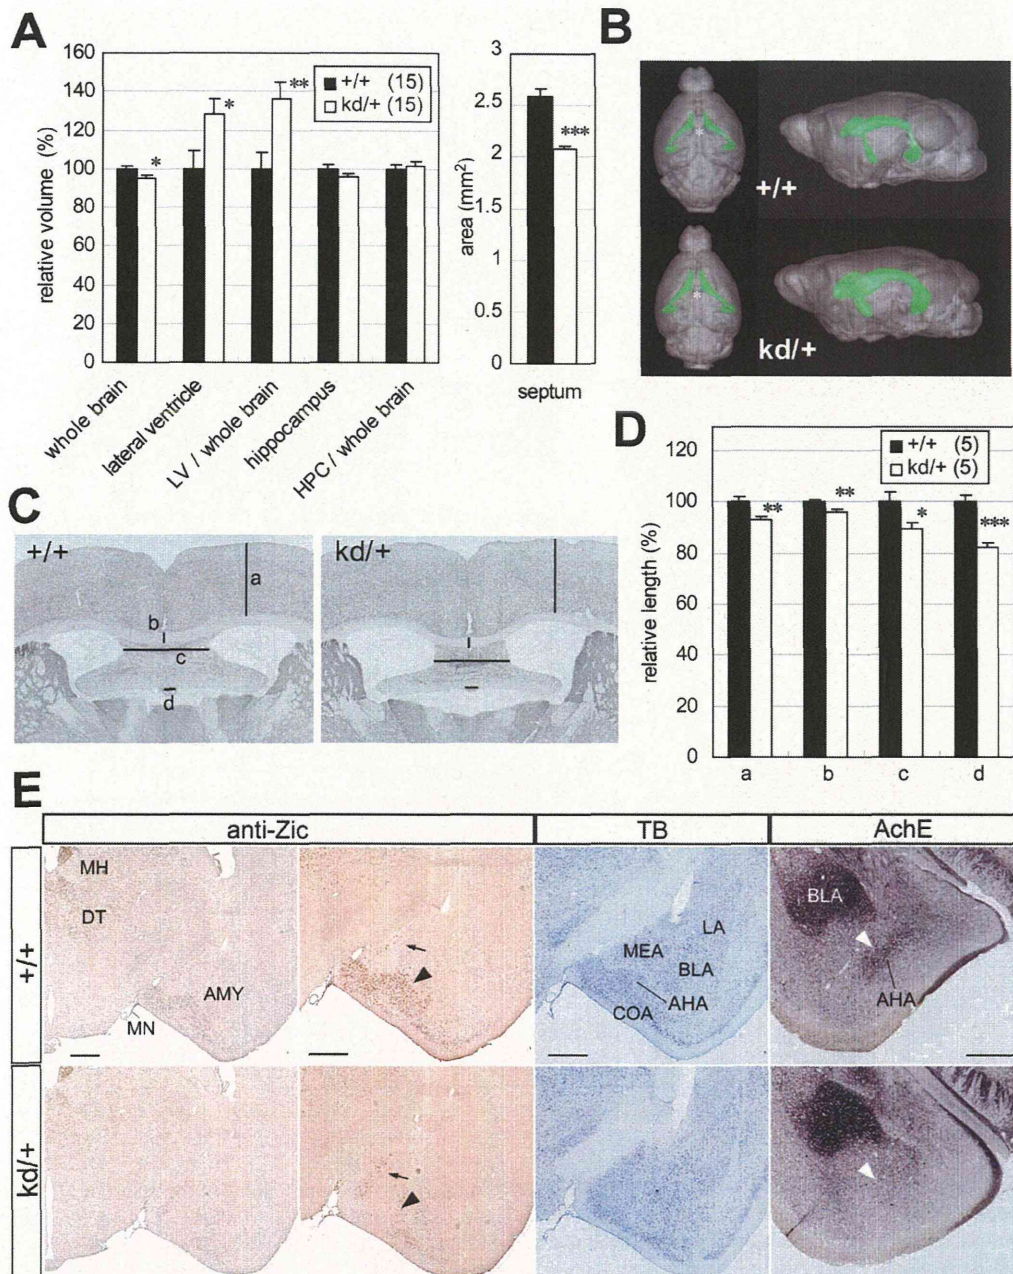 A
160
140
120
100
80
60
40
20
0
relative volume (%)
+/+ (15)
kd/+ (15)
*
*
**
whole brain
lateral ventricle
LV / whole brain
hippocampus
HPC / whole brain
3
2.5
2
1.5
1
0.5
0
area (mm²)
***
septum
B
*
+/+
*
kd/+
C
+/+
a
b
c
d
kd/+
D
120
100
80
60
40
20
0
relative length (%)
+/+ (5)
kd/+ (5)
**
**
*
***
a b c d
E
anti-Zic TB AchE
+/+
MH
DT
AMY
MN
LA
MEA
BLA
AHA
COA
BLA
AHA
kd/+